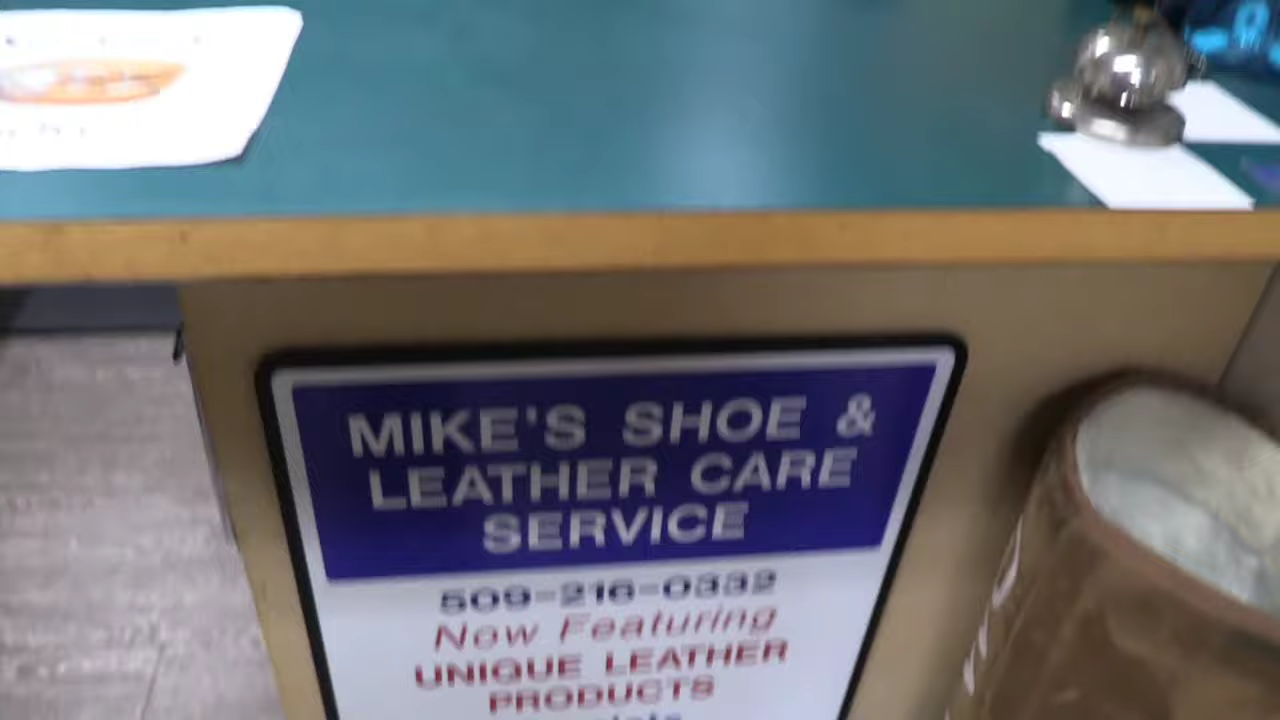 MIKE'S SHOE &
LEATHER CARE
SERVICE
509-216-0332
Now Featuring
UNIQUE LEATHER
PRODUCTS